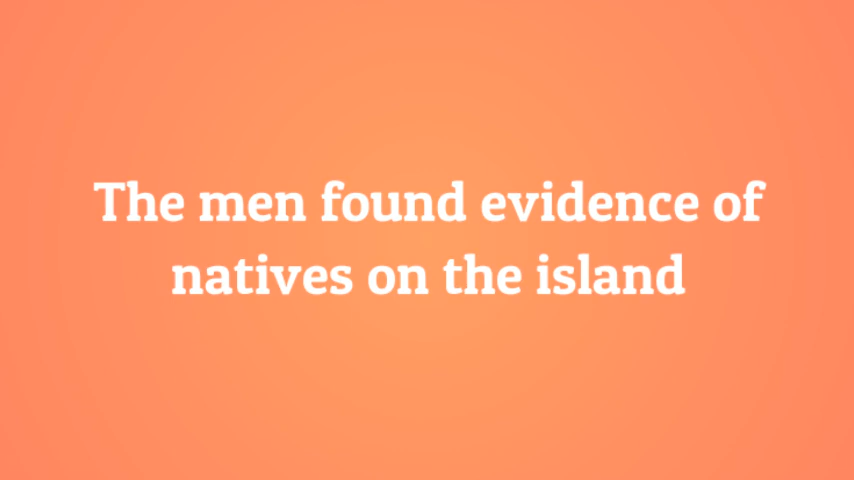 The men found evidence of
natives on the island